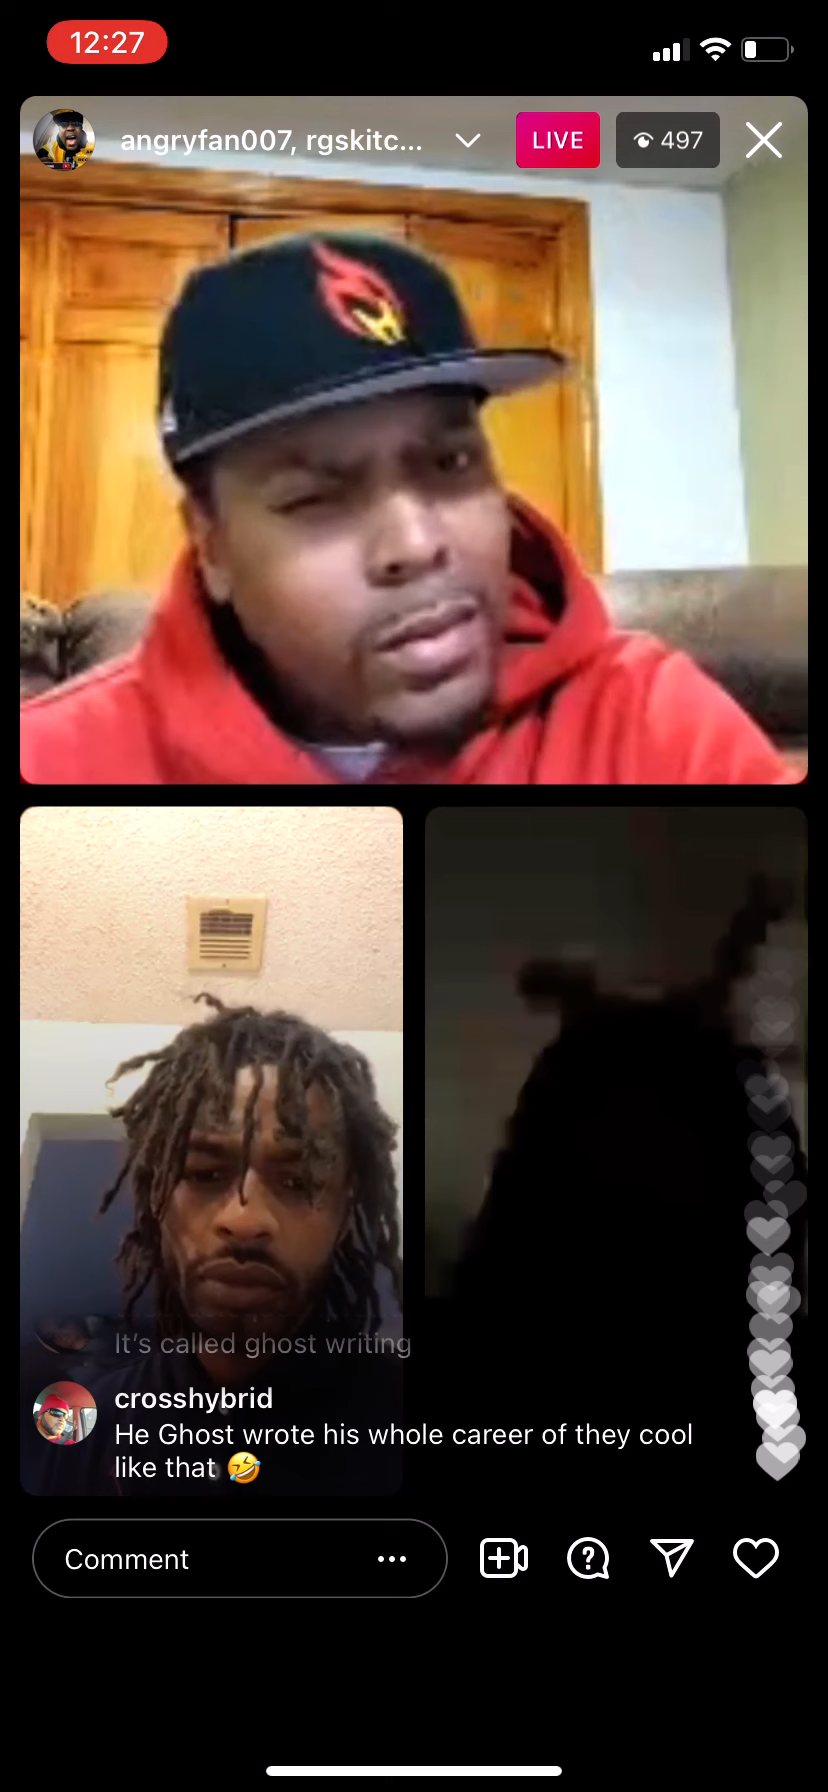 12:27
angryfan007, rgskitc...
LIVE
497
It's called ghost writing
crosshybrid
He Ghost wrote his whole career of they cool
like that 🤣
Comment